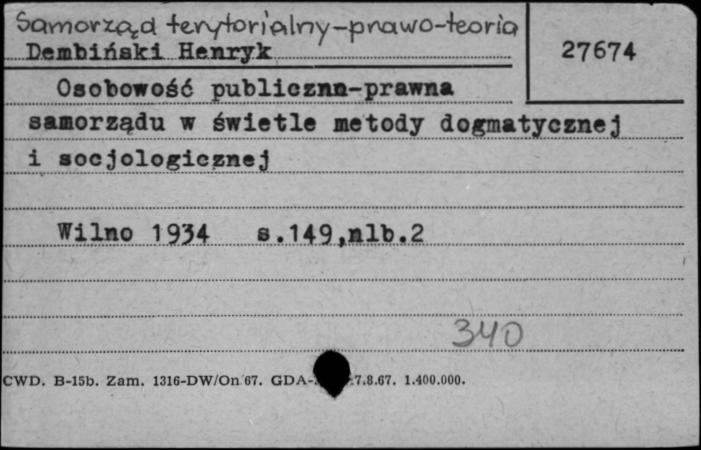 Samorząd terytorialny-prawo-teoria
Dembiński Henryk
27674
Osobowość publicznn-prawna
samorządu w świetle metody dogmatycznej
i socjologicznej
Wilno 1934 s.149,nlb.2
340
CWD. B-15b. Zam. 1316-DW/On 67. GDA- 7.8.67. 1.400.000.